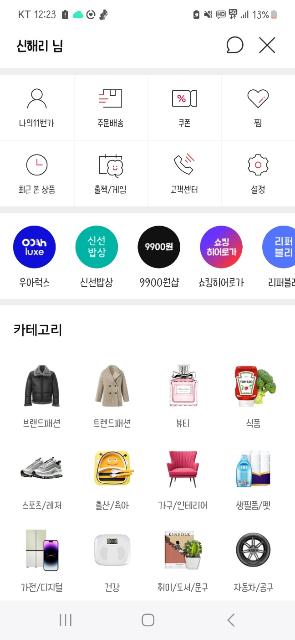 KT 12:23 13%
신해리 님
나의11번가 주문배송 쿠폰 찜
최근 본 상품 출첵/게임 고객센터 설정
OOAh luxe 신선 밥상 9900원 쇼킹 히어로가 리퍼 블리
우아럭스 신선밥상 9900원샵 쇼킹히어로가 리퍼블리
카테고리
브랜드패션 트렌드패션 뷰티 식품
스포츠/레저 출산/육아 가구/인테리어 생필품/펫
가전/디지털 건강 취미/도서/문구 자동차/공구